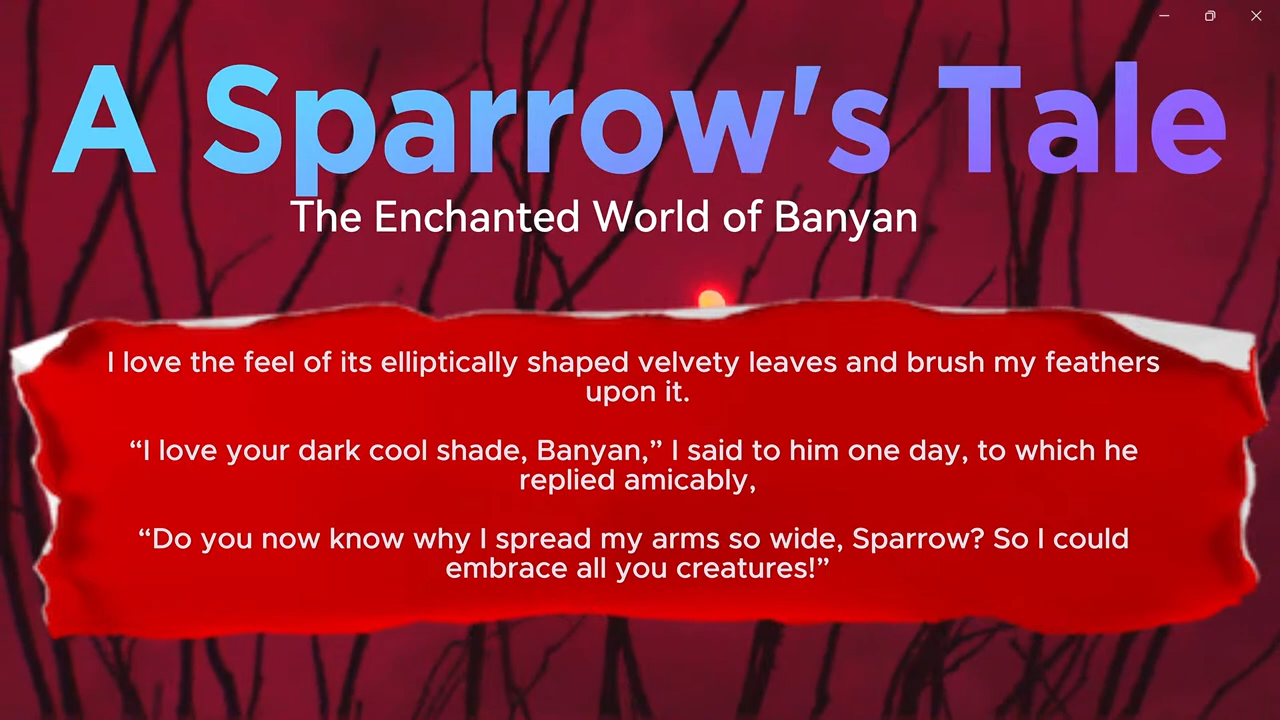 A Sparrow's Tale
The Enchanted World of Banyan
I love the feel of its elliptically shaped velvety leaves and brush my feathers
upon it.
“I love your dark cool shade, Banyan,” I said to him one day, to which he
replied amicably,
“Do you now know why I spread my arms so wide, Sparrow? So I could
embrace all you creatures!”